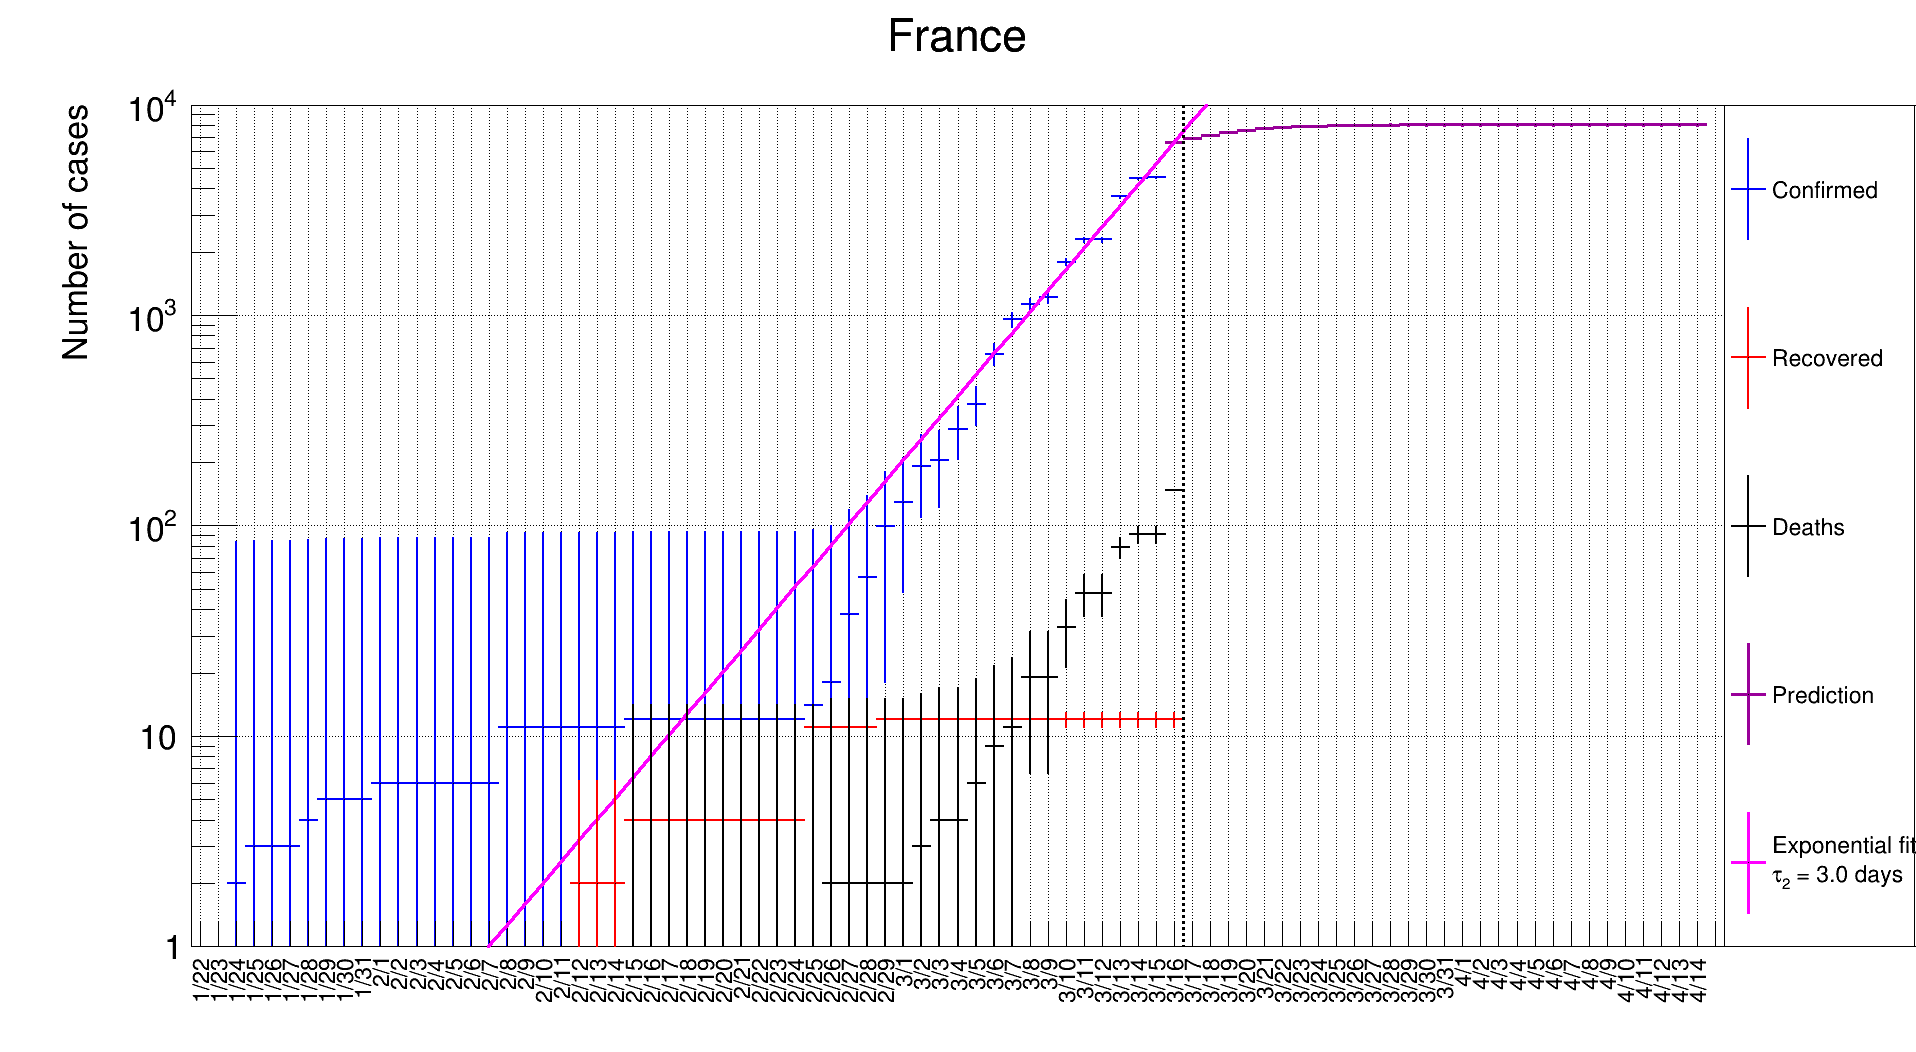 France
Number of cases
10^4
10^3
10^2
10
1
1/22 1/23 1/24 1/25 1/26 1/27 1/28 1/29 1/30 1/31 2/1 2/2 2/3 2/4 2/5 2/6 2/7 2/8 2/9 2/10 2/11 2/12 2/13 2/14 2/15 2/16 2/17 2/18 2/19 2/20 2/21 2/22 2/23 2/24 2/25 2/26 2/27 2/28 2/29 3/1 3/2 3/3 3/4 3/5 3/6 3/7 3/8 3/9 3/10 3/11 3/12 3/13 3/14 3/15 3/16 3/17 3/18 3/19 3/20 3/21 3/22 3/23 3/24 3/25 3/26 3/27 3/28 3/29 3/30 3/31 4/1 4/2 4/3 4/4 4/5 4/6 4/7 4/8 4/9 4/10 4/11 4/12 4/13 4/14
Confirmed
Recovered
Deaths
Prediction
Exponential fit
τ₂ = 3.0 days